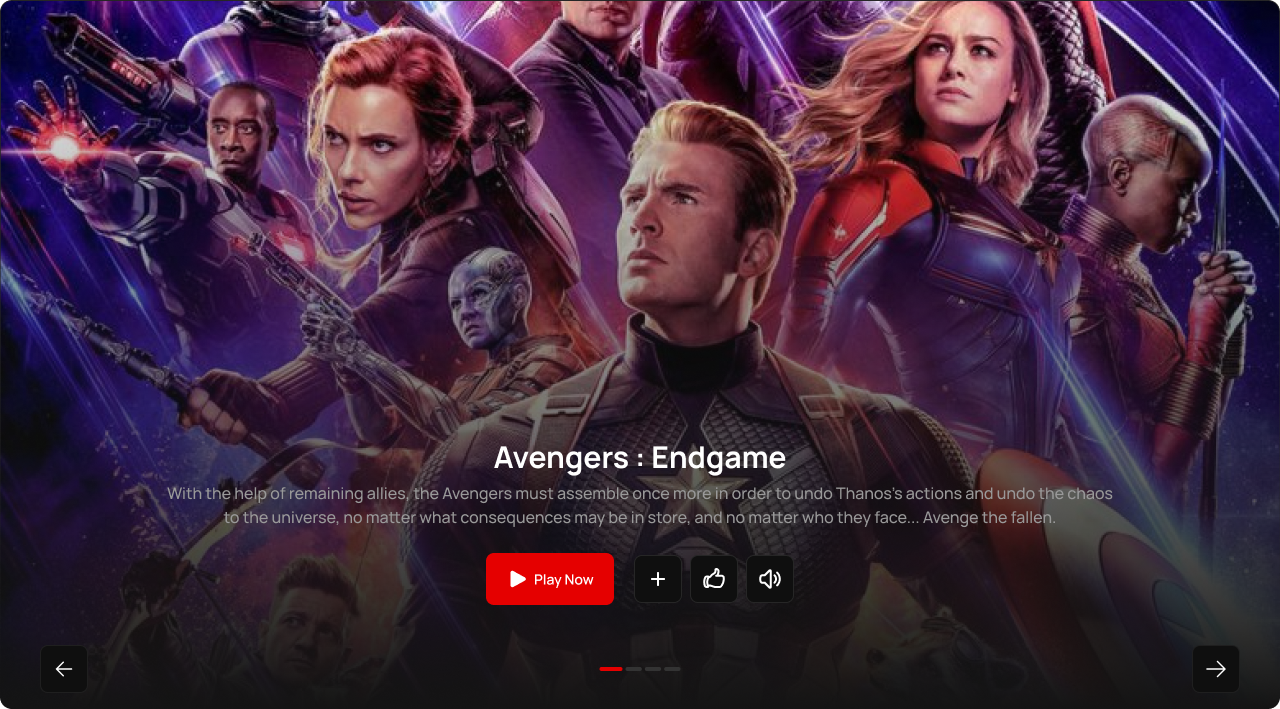 Avengers : Endgame
With the help of remaining allies, the Avengers must assemble once more in order to undo Thanos's actions and undo the chaos
to the universe, no matter what consequences may be in store, and no matter who they face... Avenge the fallen.
Play Now